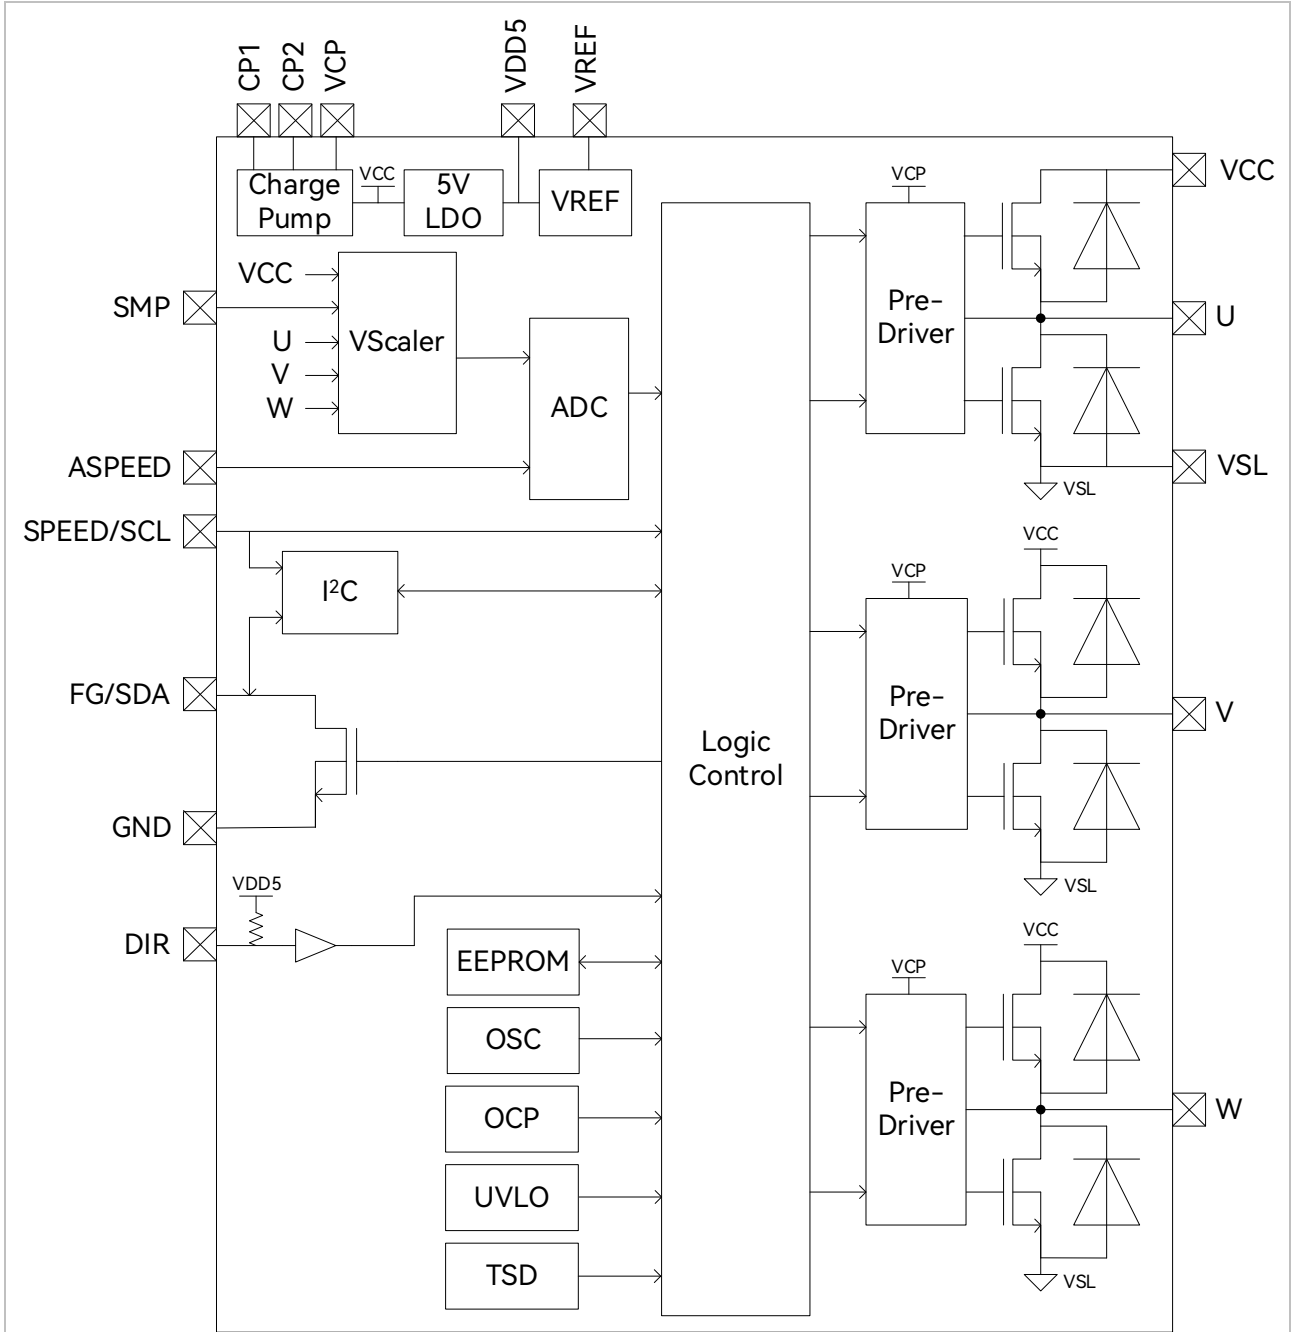 CP1
CP2
VCP
VDD5
VREF
Charge
Pump
VCC
5V
LDO
VREF
VCP
VCC
VCC
SMP
VScaler
U
V
W
ADC
Pre-
Driver
U
ASPEED
VSL
VSL
SPEED/SCL
I²C
VCC
VCP
FG/SDA
Pre-
Driver
V
Logic
Control
GND
VSL
VDD5
DIR
VCC
EEPROM
VCP
OSC
OCP
Pre-
Driver
W
UVLO
TSD
VSL